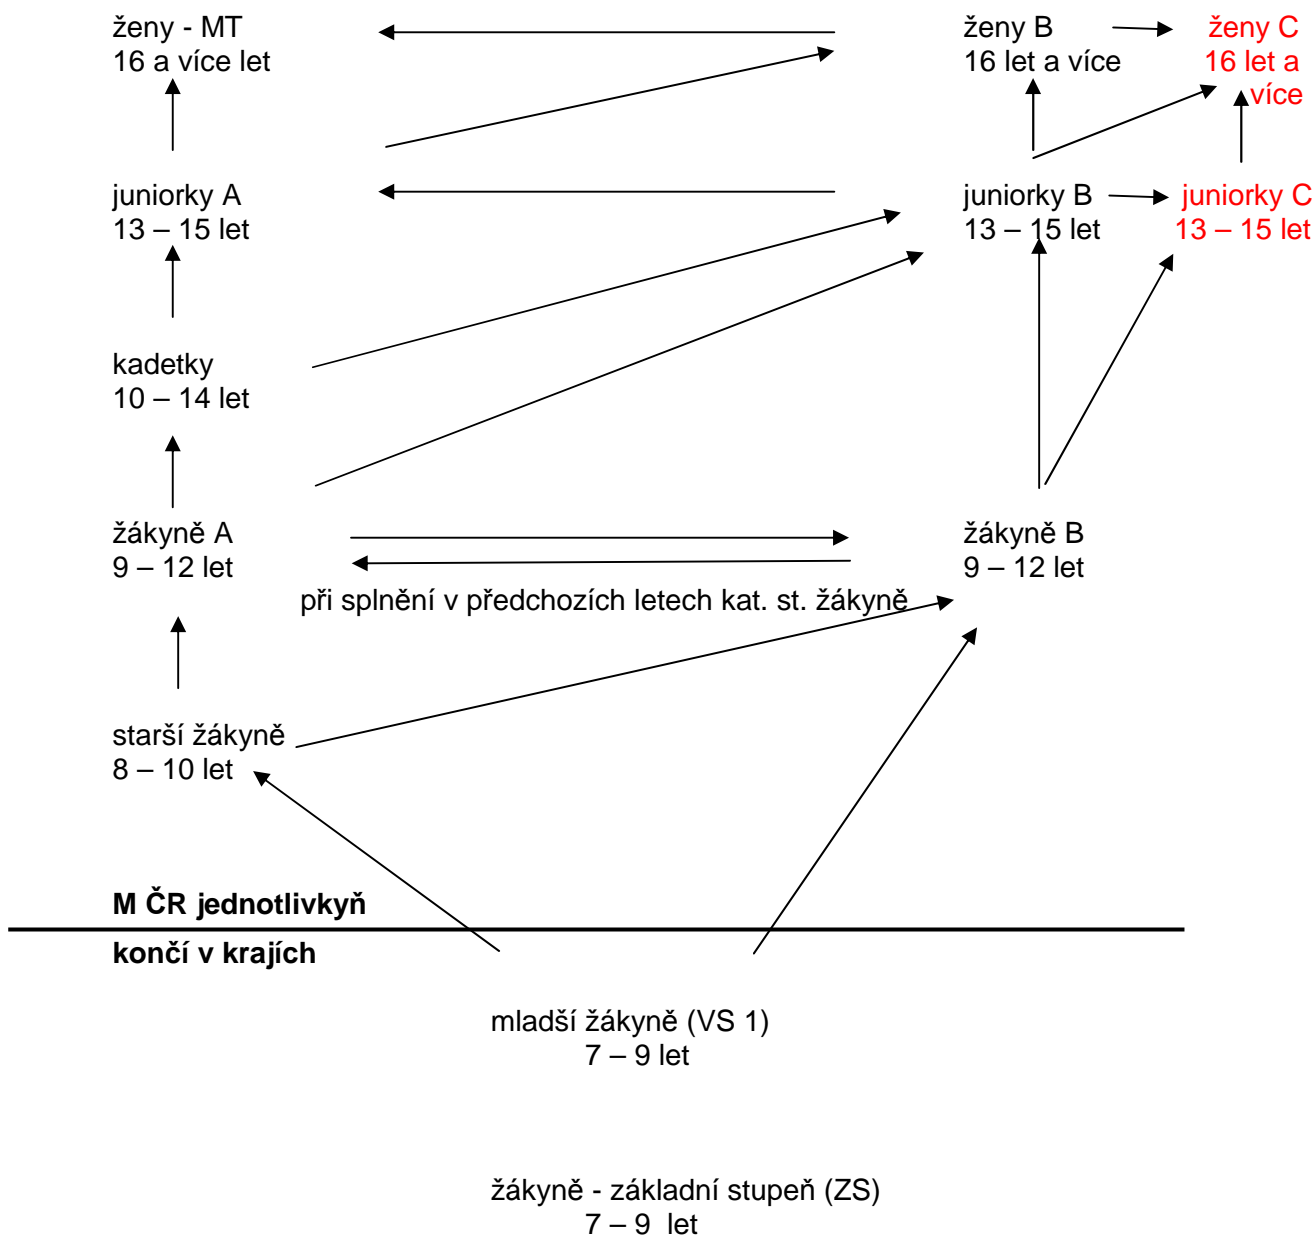 ženy - MT
16 a více let
ženy B
16 let a více
ženy C
16 let a
více
juniorky A
13 – 15 let
juniorky B
13 – 15 let
juniorky C
13 – 15 let
kadetky
10 – 14 let
žákyně A
9 – 12 let
žákyně B
9 – 12 let
při splnění v předchozích letech kat. st. žákyně
starší žákyně
8 – 10 let
M ČR jednotlivkyň
končí v krajích
mladší žákyně (VS 1)
7 – 9 let
žákyně - základní stupeň (ZS)
7 – 9 let